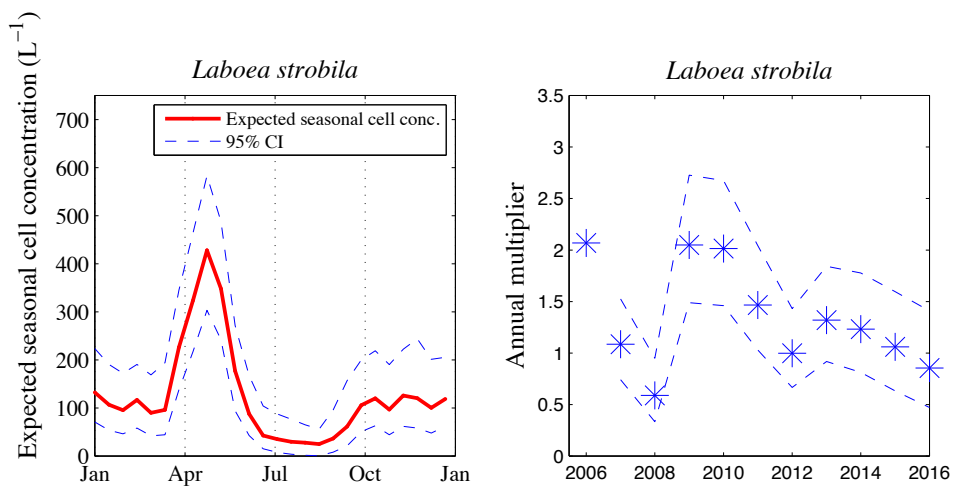 Laboea strobila
Expected seasonal cell concentration (L⁻¹)
700
600
500
400
300
200
100
0
Expected seasonal cell conc.
95% CI
Jan
Apr
Jul
Oct
Jan
Laboea strobila
Annual multiplier
3.5
3
2.5
2
1.5
1
0.5
0
2006
2008
2010
2012
2014
2016